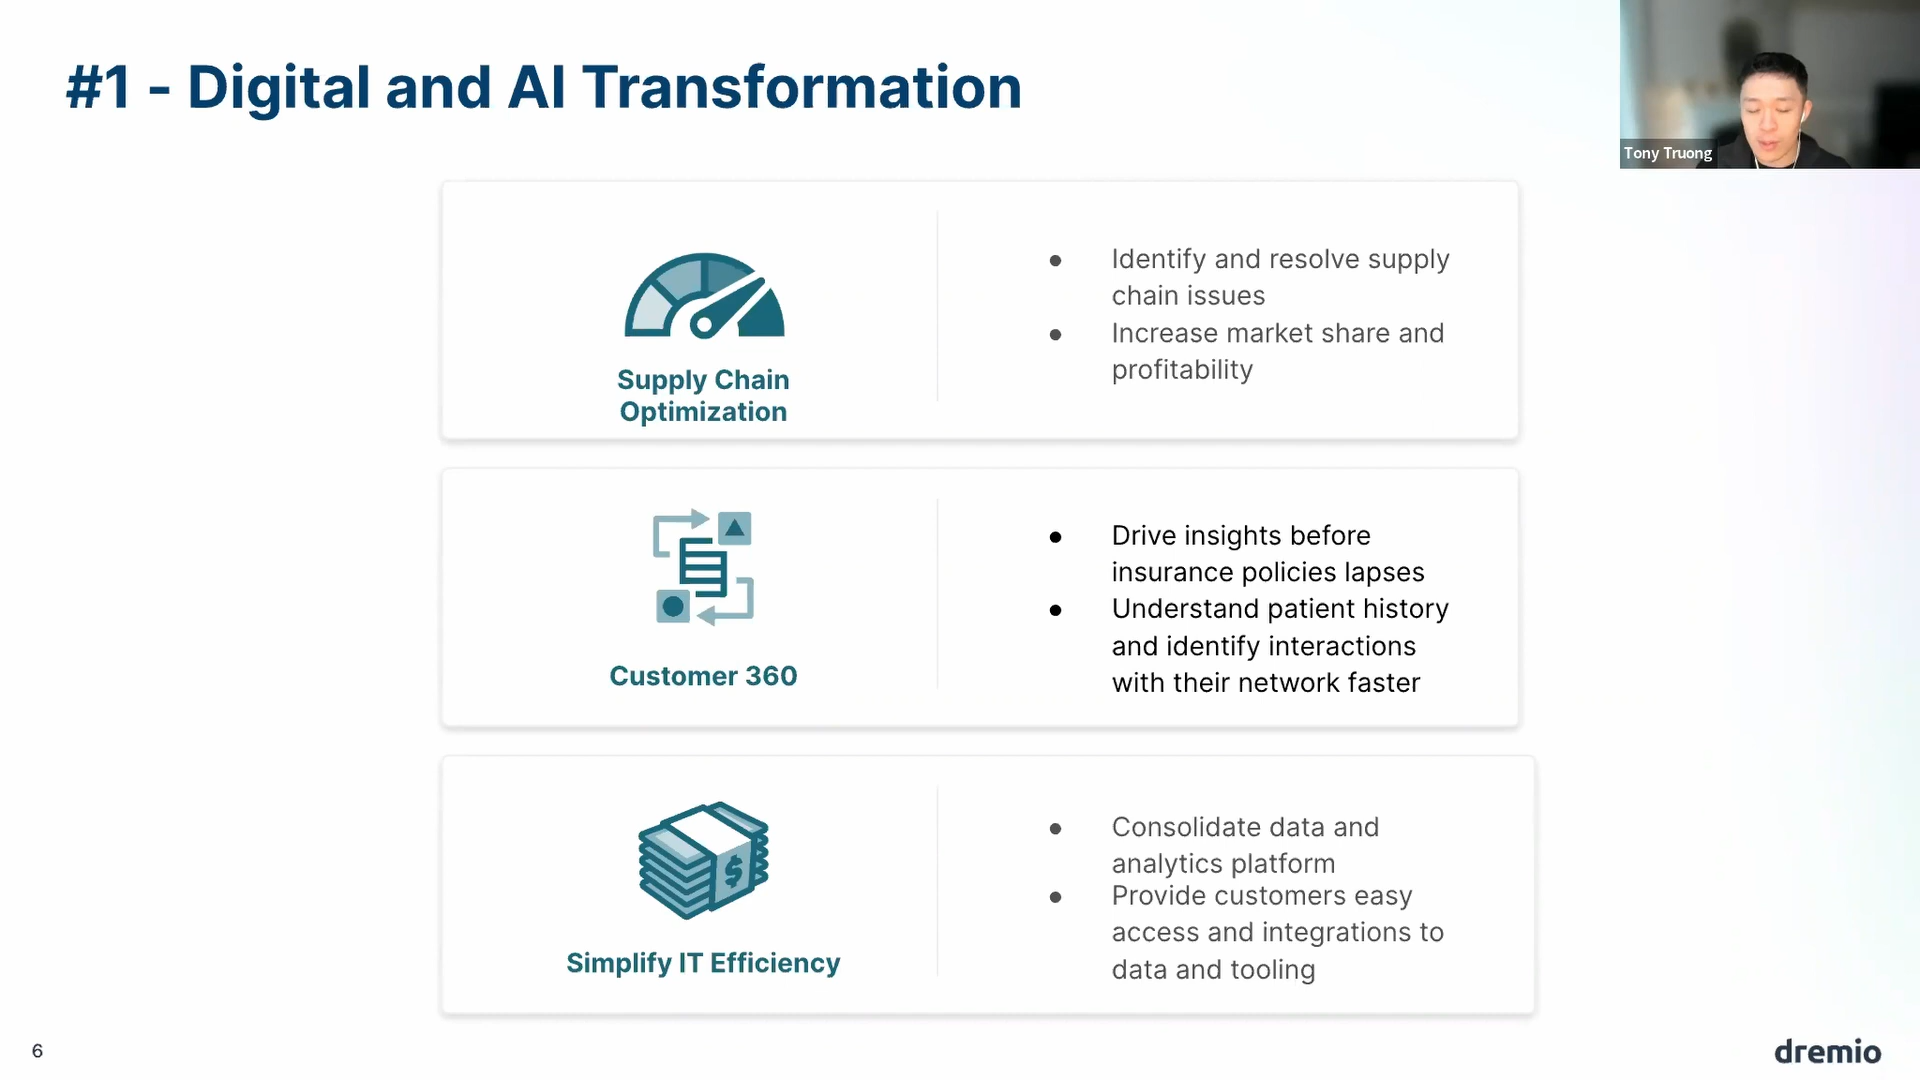 #1 - Digital and AI Transformation
Tony Truong
Supply Chain
Optimization
● Identify and resolve supply
chain issues
● Increase market share and
profitability
Customer 360
● Drive insights before
insurance policies lapses
● Understand patient history
and identify interactions
with their network faster
$
Simplify IT Efficiency
● Consolidate data and
analytics platform
● Provide customers easy
access and integrations to
data and tooling
6
dremio